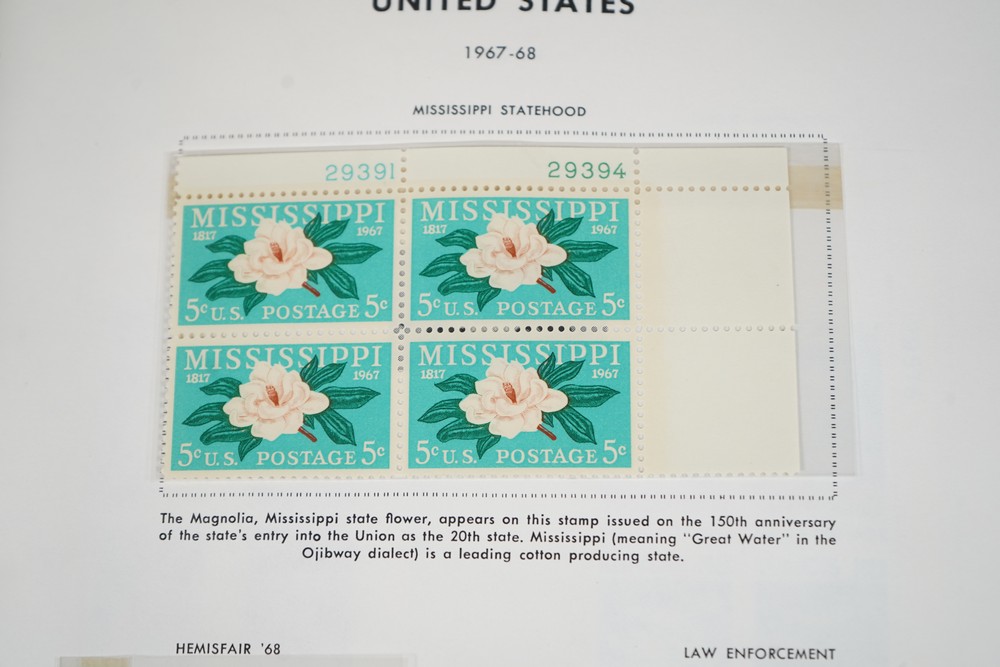 UNITED STATES
1967-68
MISSISSIPPI STATEHOOD
29391 29394
MISSISSIPPI MISSISSIPPI
1817 1967 1817 1967
5c U.S. POSTAGE 5c 5c U.S. POSTAGE 5c
MISSISSIPPI MISSISSIPPI
1817 1967 1817 1967
5c U.S. POSTAGE 5c 5c U.S. POSTAGE 5c
The Magnolia, Mississippi state flower, appears on this stamp issued on the 150th anniversary
of the state's entry into the Union as the 20th state. Mississippi (meaning "Great Water" in the
Ojibway dialect) is a leading cotton producing state.
HEMISFAIR '68 LAW ENFORCEMENT